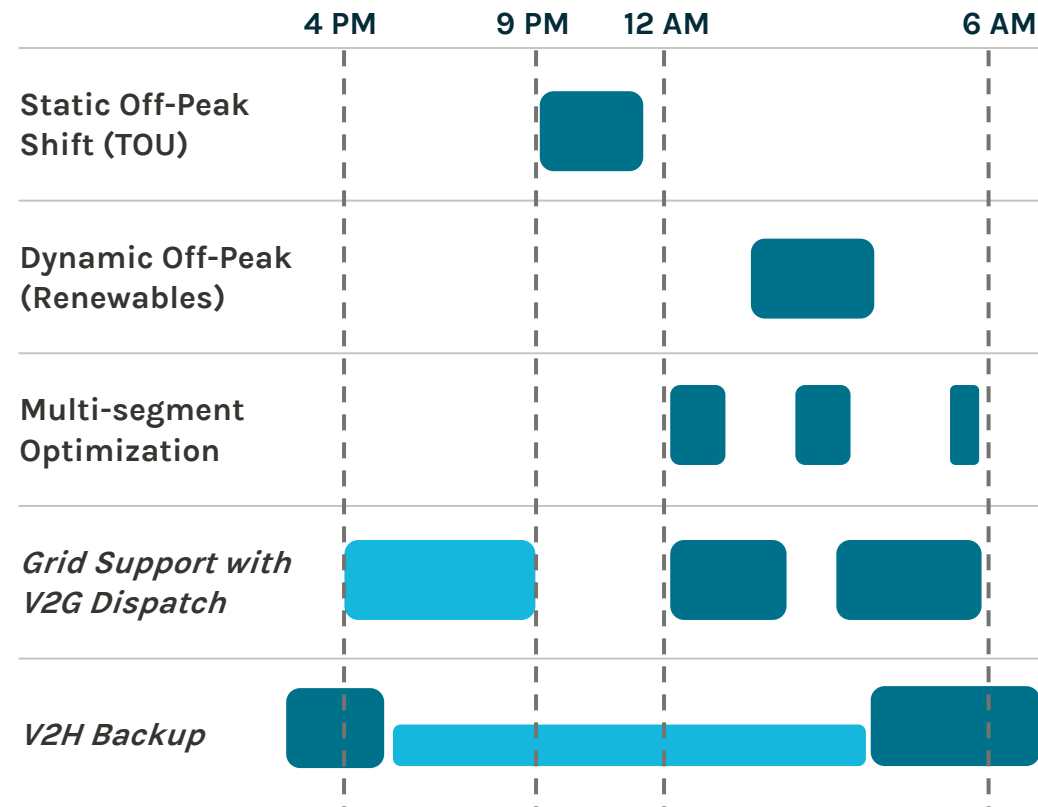 4 PM 9 PM 12 AM 6 AM
Static Off-Peak
Shift (TOU)
Dynamic Off-Peak
(Renewables)
Multi-segment
Optimization
Grid Support with
V2G Dispatch
V2H Backup